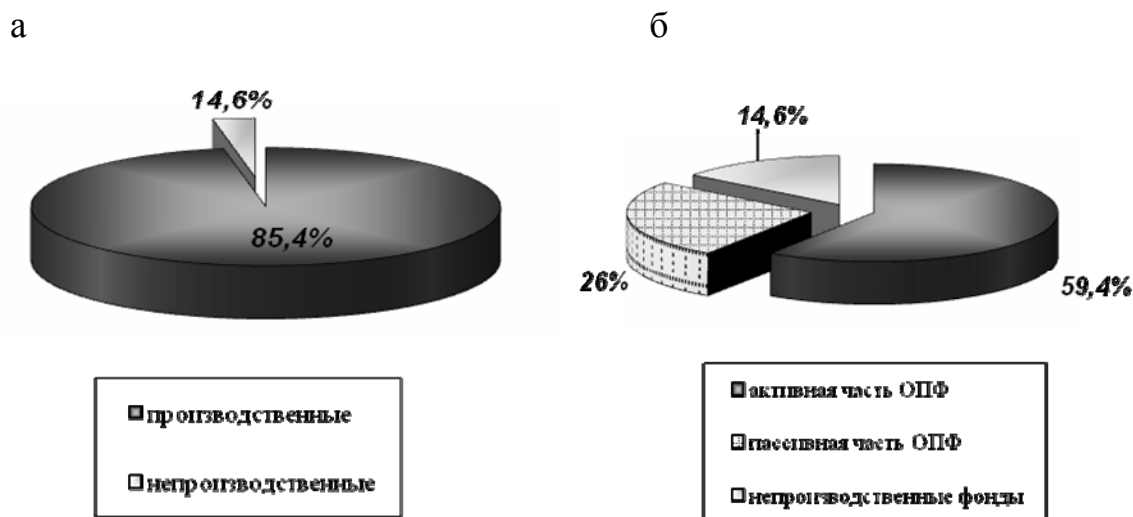 а
б
14,6%
85,4%
14,6%
26%
59,4%
производственные
непроизводственные
активная часть ОПФ
пассивная часть ОПФ
непроизводственные фонды